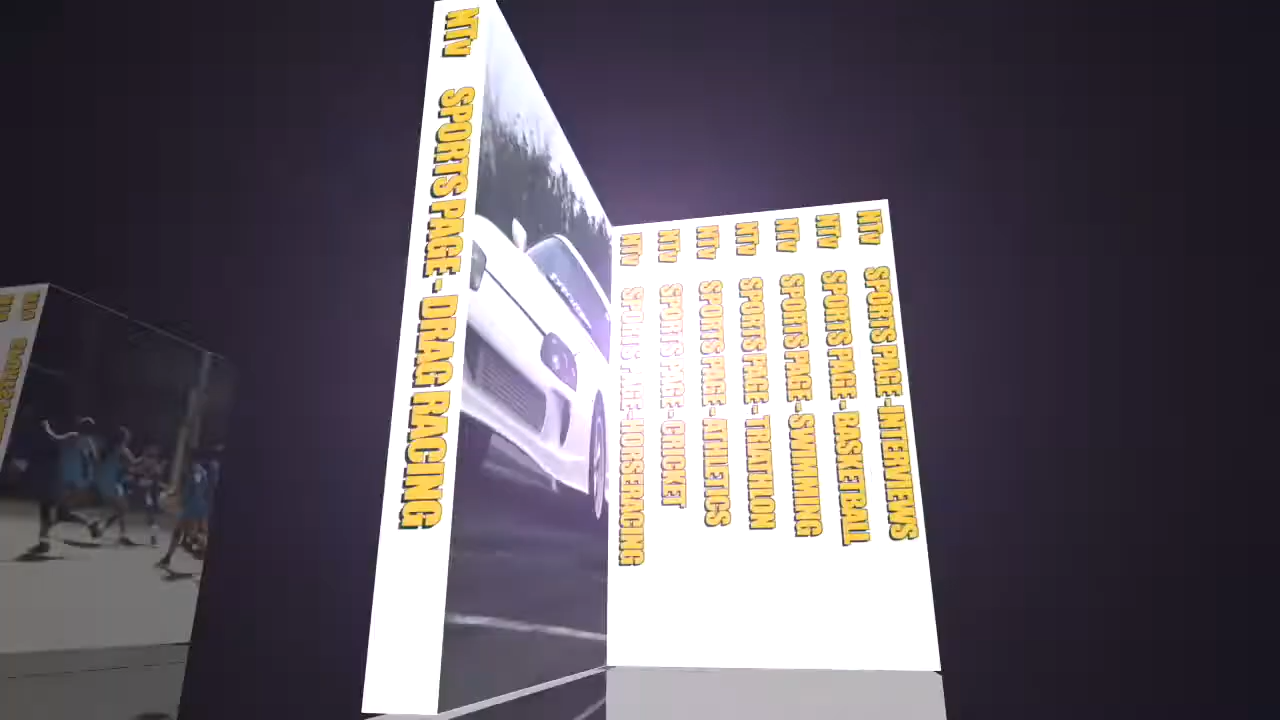 NTV SPORTS PAGE - DRAG RACING
NTV SPORTS PAGE - HORSERACING
NTV SPORTS PAGE - CRICKET
NTV SPORTS PAGE - ATHLETICS
NTV SPORTS PAGE - TRIATHLON
NTV SPORTS PAGE - SWIMMING
NTV SPORTS PAGE - BASKETBALL
NTV SPORTS PAGE - INTERVIEWS